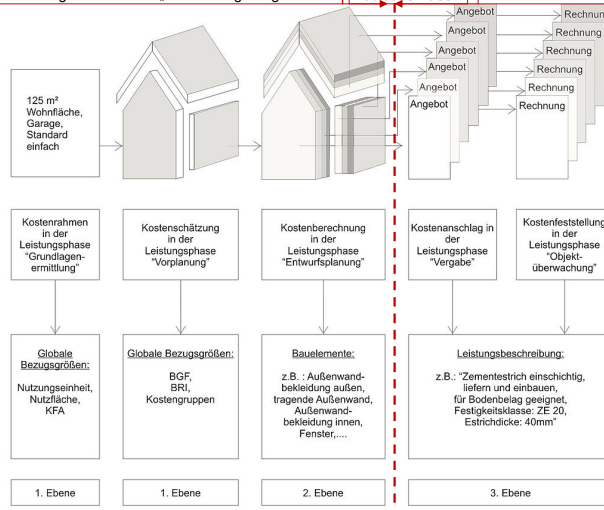 Angebot
Angebot
Angebot
Angebot
Angebot
Angebot
Rechnung
Rechnung
Rechnung
Rechnung
Rechnung
Rechnung
125 m²
Wohnfläche,
Garage,
Standard
einfach
Kostenrahmen
in der
Leistungsphase
“Grundlagen-
ermittlung”
Kostenschätzung
in der
Leistungsphase
“Vorplanung”
Kostenberechnung
in der
Leistungsphase
“Entwurfsplanung”
Kostenanschlag in
der
Leistungsphase
“Vergabe”
Kostenfeststellung
in der
Leistungsphase
“Objekt-
überwachung”
Globale
Bezugsgrößen:
Nutzungseinheit,
Nutzfläche,
KFA
Globale Bezugsgrößen:
BGF,
BRI,
Kostengruppen
Bauelemente:
z.B. : Außenwand-
bekleidung außen,
tragende Außenwand,
Außenwand-
bekleidung innen,
Fenster,....
Leistungsbeschreibung:
z.B.: “Zementestrich einschichtig,
liefern und einbauen,
für Bodenbelag geeignet,
Festigkeitsklasse: ZE 20,
Estrichdicke: 40mm”
1. Ebene
1. Ebene
2. Ebene
3. Ebene